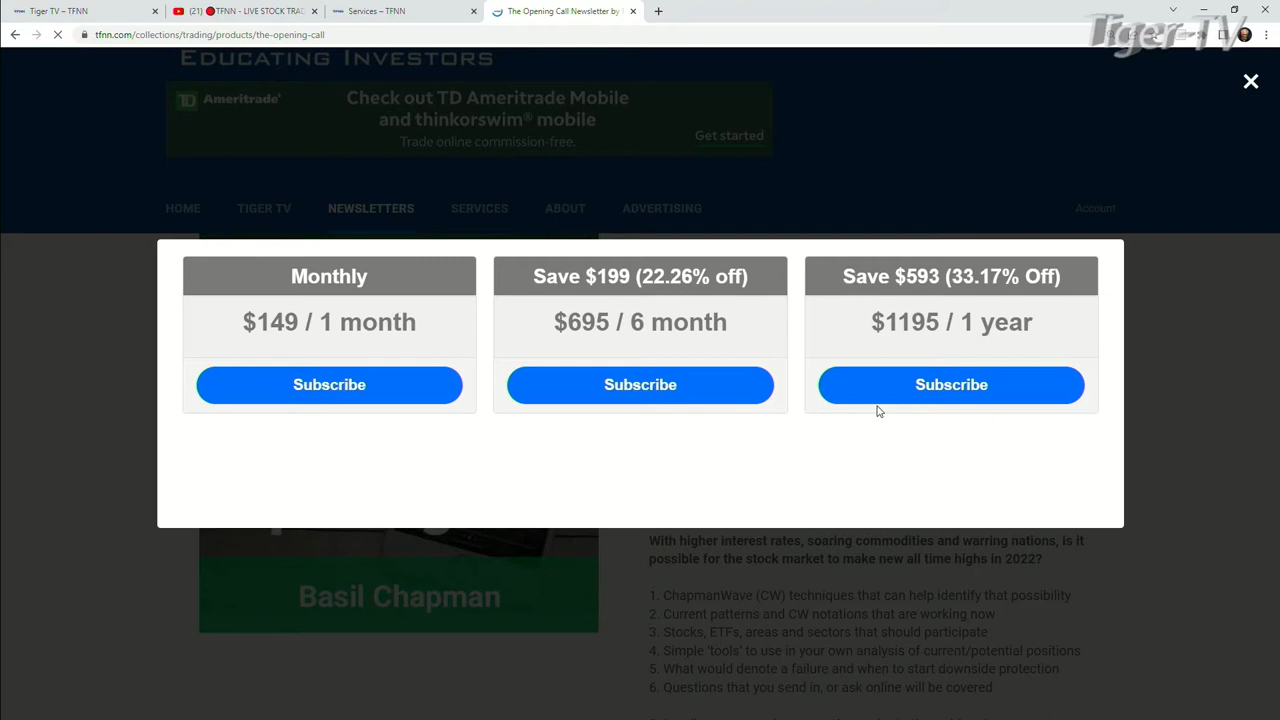 Tiger TV – TFNN
(21) 🔴TFNN - LIVE STOCK TRAD
Services – TFNN
The Opening Call Newsletter by
tfnn.com/collections/trading/products/the-opening-call
Tiger-TV
EDUCATING INVESTORS
TD Ameritrade
Check out TD Ameritrade Mobile
and thinkorswim® mobile
Trade online commission-free.
Get started
HOME TIGER TV NEWSLETTERS SERVICES ABOUT ADVERTISING
Account
Monthly
$149 / 1 month
Subscribe
Save $199 (22.26% off)
$695 / 6 month
Subscribe
Save $593 (33.17% Off)
$1195 / 1 year
Subscribe
Basil Chapman
With higher interest rates, soaring commodities and warring nations, is it
possible for the stock market to make new all time highs in 2022?
1. ChapmanWave (CW) techniques that can help identify that possibility
2. Current patterns and CW notations that are working now
3. Stocks, ETFs, areas and sectors that should participate
4. Simple 'tools' to use in your own analysis of current/potential positions
5. What would denote a failure and when to start downside protection
6. Questions that you send in, or ask online will be covered